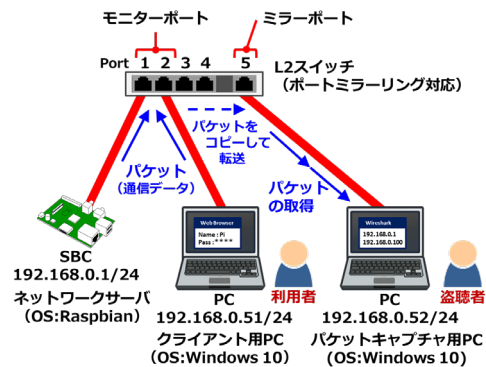 モニターポート
ミラーポート
Port 1 2 3 4 5
L2スイッチ
（ポートミラーリング対応）
パケットを
コピーして
転送
パケット
（通信データ）
パケット
の取得
Web Browser
Name : Pi
Pass : ****
Wireshark
192.168.0.1
192.168.0.100
SBC
192.168.0.1/24
ネットワークサーバ
（OS:Raspbian）
PC
利用者
192.168.0.51/24
クライアント用PC
（OS:Windows 10）
PC
盗聴者
192.168.0.52/24
パケットキャプチャ用PC
(OS:Windows 10)